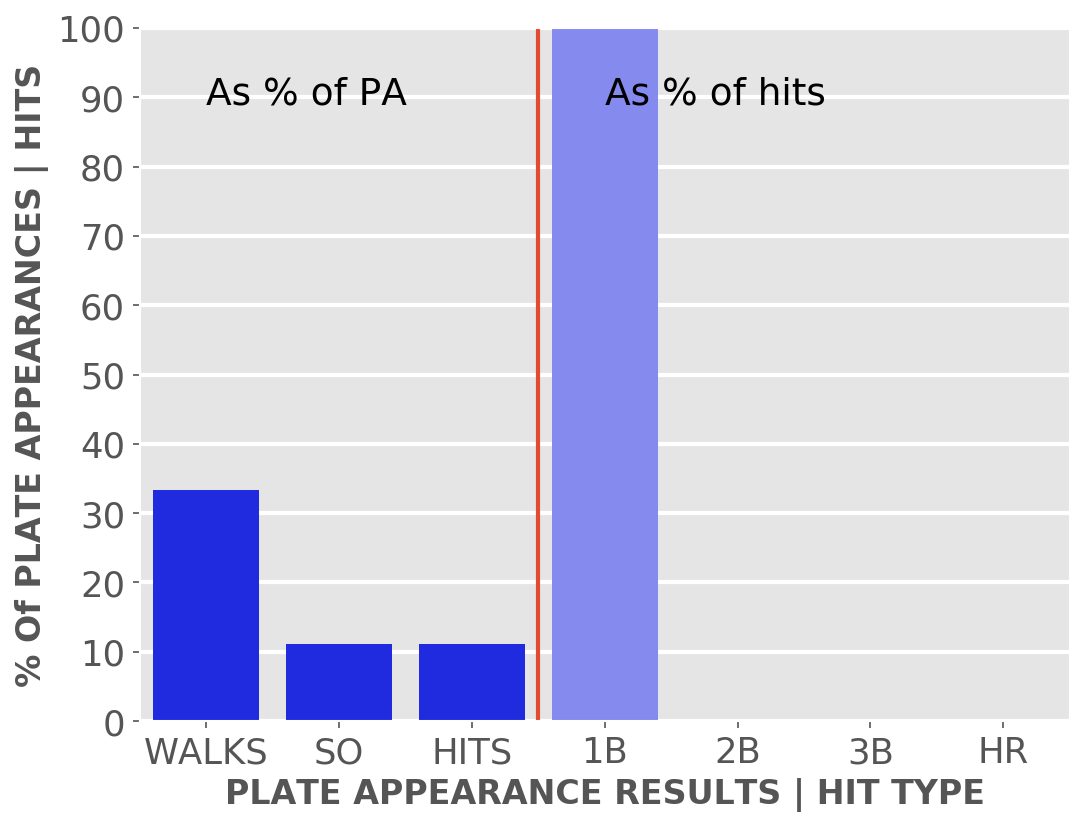 % Of PLATE APPEARANCES | HITS
100
90
80
70
60
50
40
30
20
10
0
As % of PA
As % of hits
WALKS SO HITS 1B 2B 3B HR
PLATE APPEARANCE RESULTS | HIT TYPE